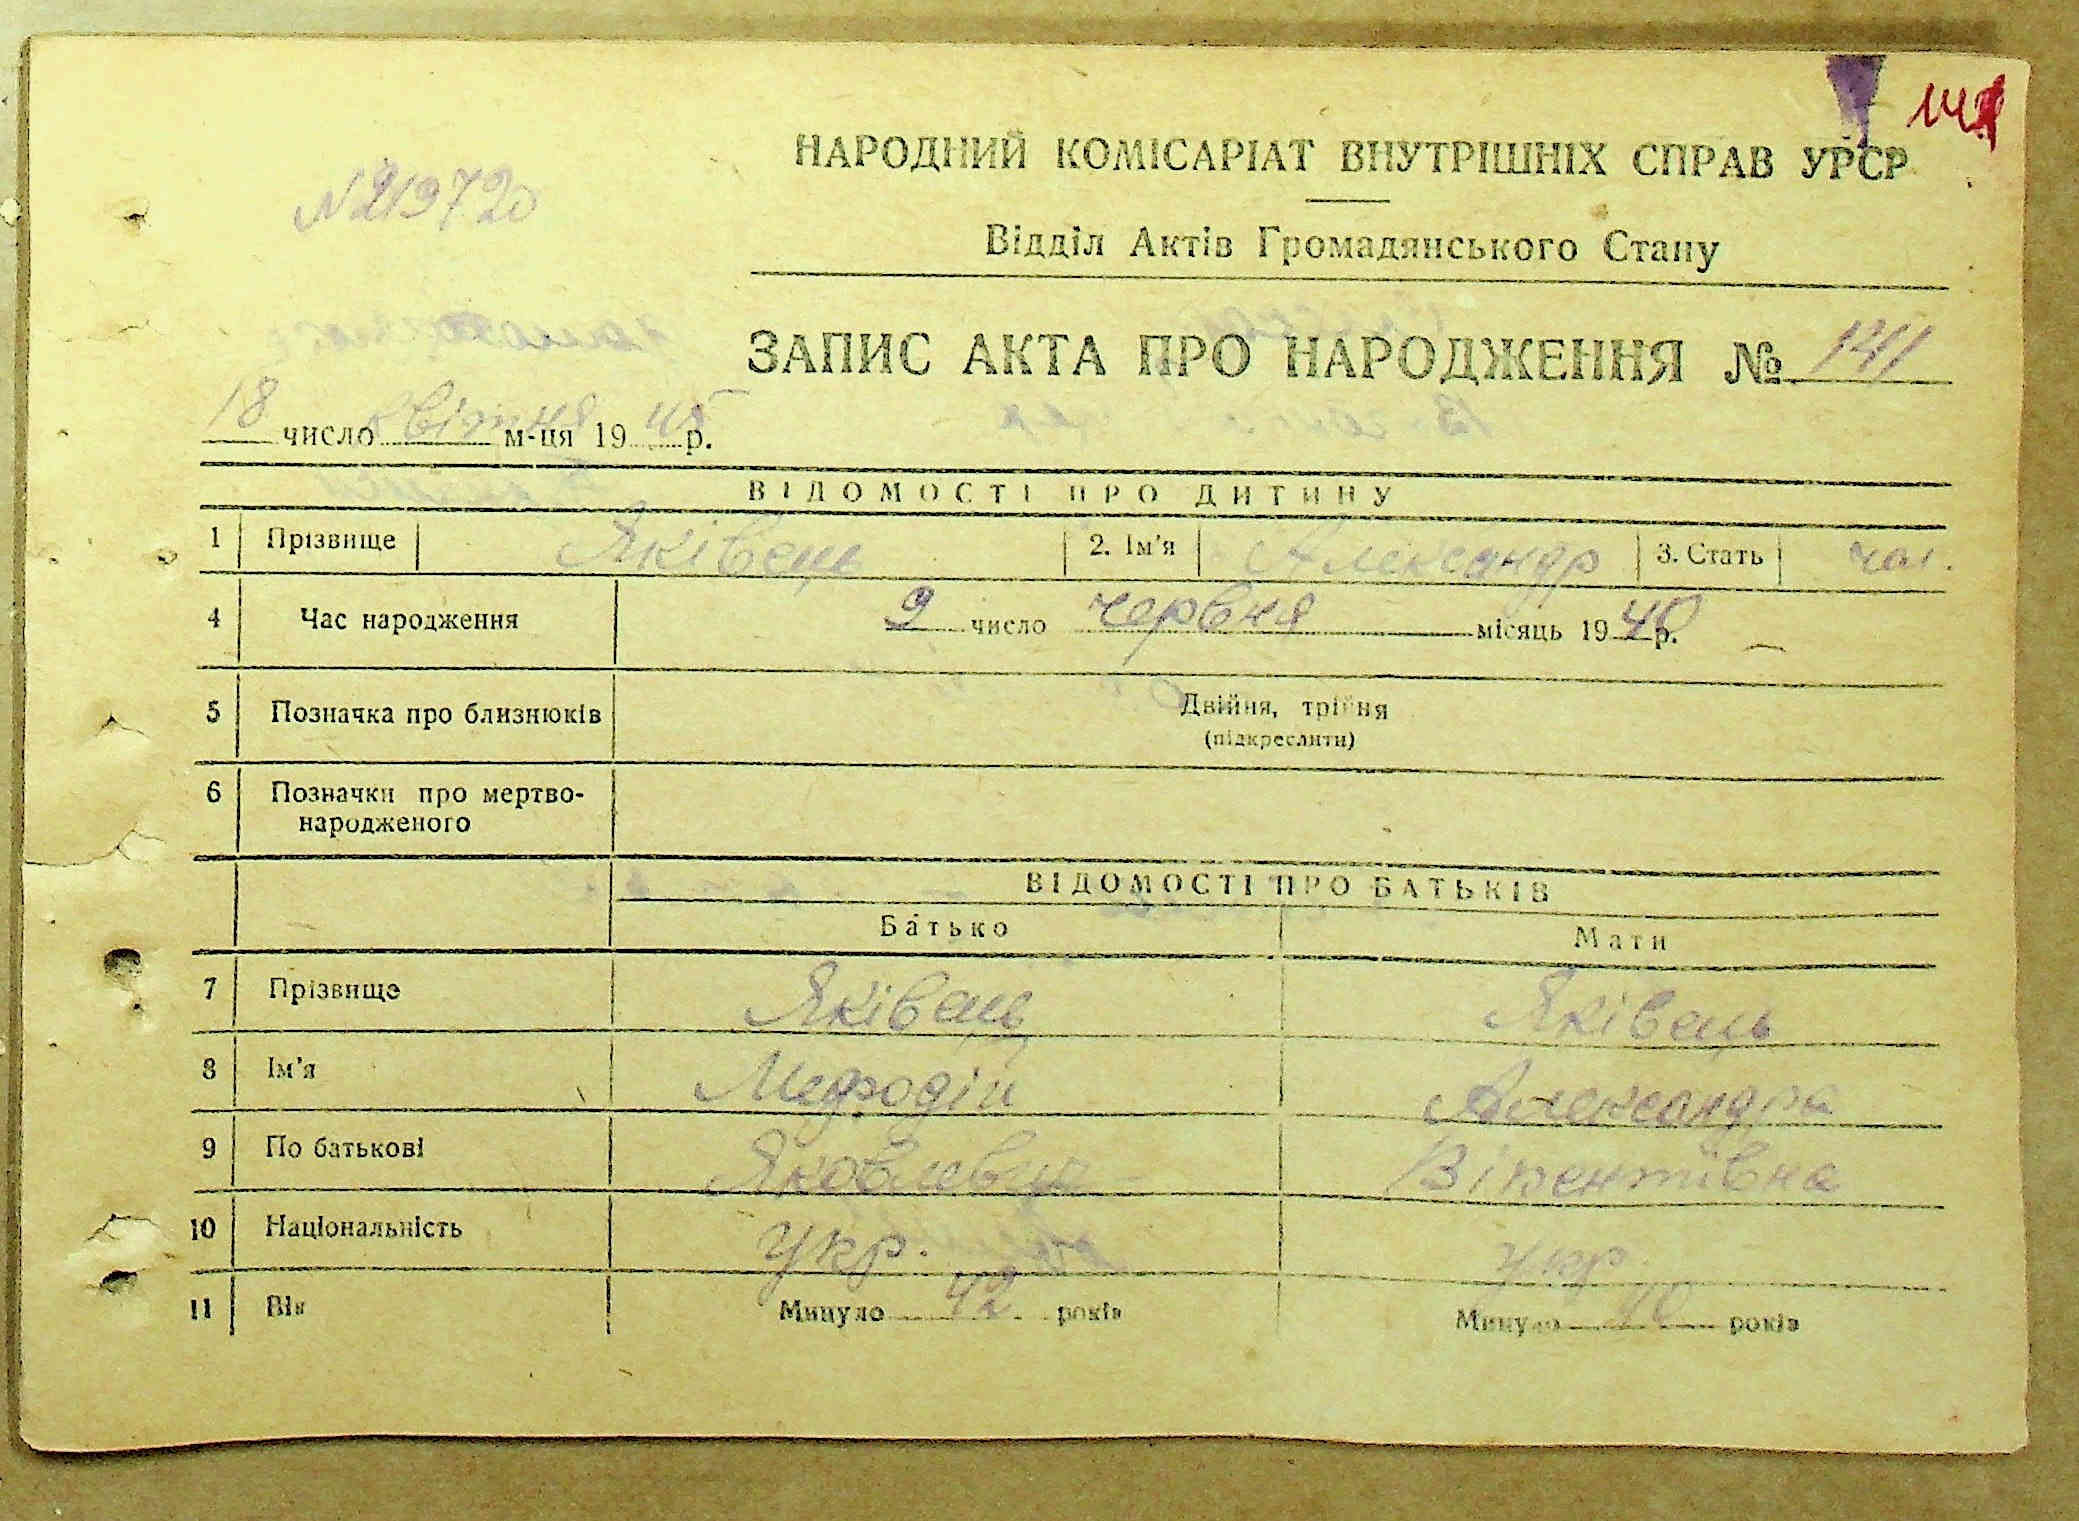 НАРОДНИЙ КОМІСАРІАТ ВНУТРІШНІХ СПРАВ УРСР
№ 219720
Відділ Актів Громадянського Стану
ЗАПИС АКТА ПРО НАРОДЖЕННЯ № 141
18 число квітня м-ця 1945 р.
ВІДОМОСТІ ПРО ДИТИНУ
1 Прізвище Яківець 2. Ім'я Александр 3. Стать чол.
4 Час народження 9 число червня місяць 1940 р.
5 Позначка про близнюків Двійня, трійня
(підкреслити)
6 Позначки про мертво-
народженого
ВІДОМОСТІ ПРО БАТЬКІВ
Батько Мати
7 Прізвище Яківець Яківець
8 Ім'я Мефодій Александра
9 По батькові Яковлевич Вікентіївна
10 Національність Укр. Укр.
11 Вік Минуло 42 років Минуло 40 років